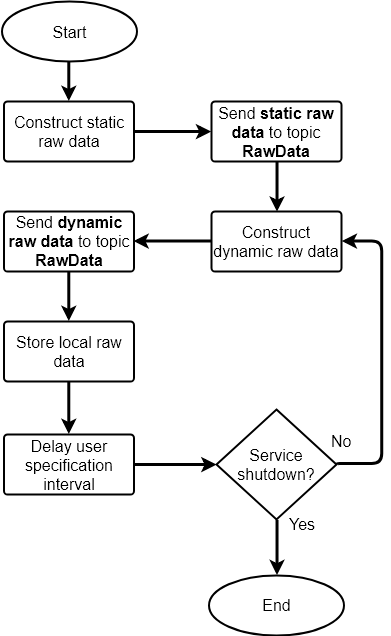 Start
Construct static
raw data
Send static raw
data to topic
RawData
Construct
dynamic raw data
Send dynamic
raw data to topic
RawData
Store local raw
data
Delay user
specification
interval
Service
shutdown?
No
Yes
End